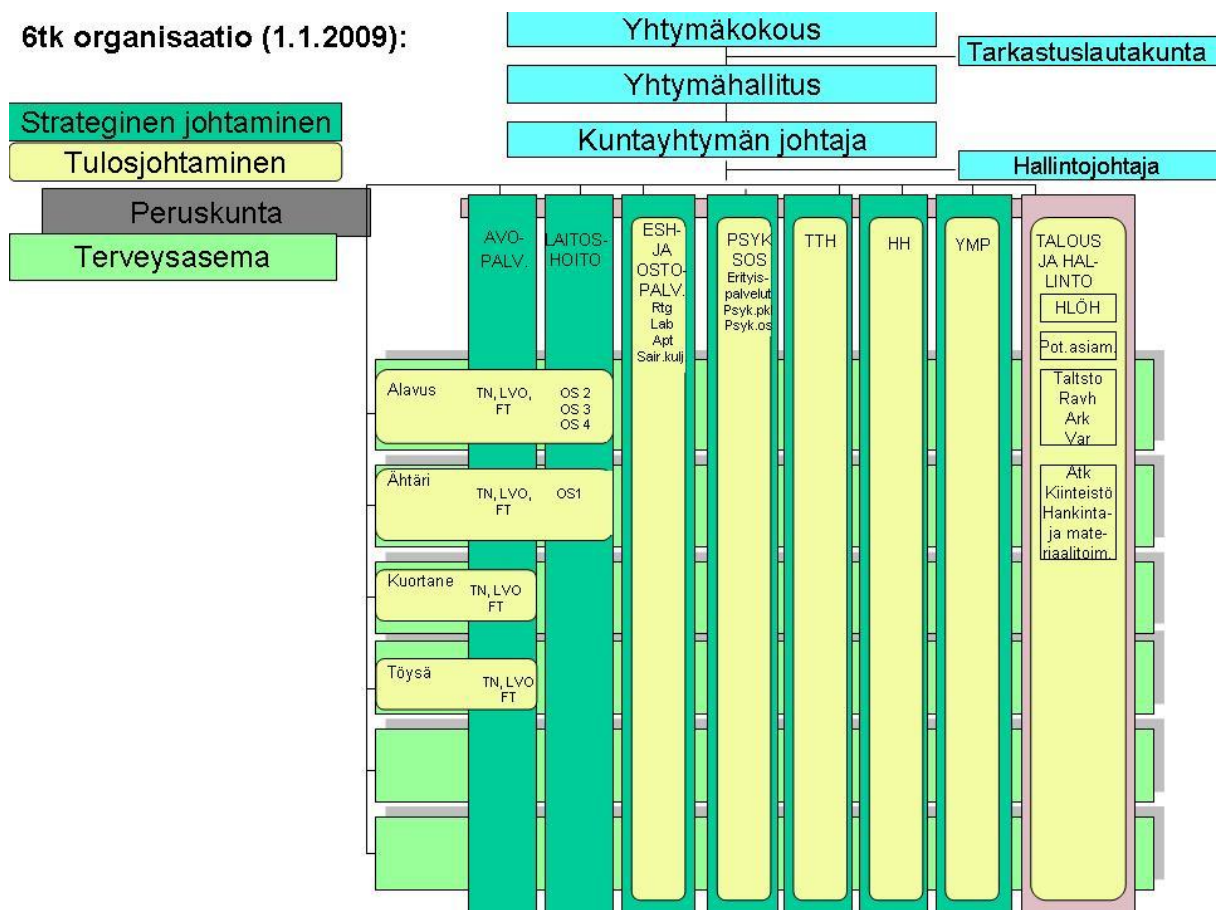 6tk organisaatio (1.1.2009):
Yhtymäkokous
Tarkastuslautakunta
Yhtymähallitus
Kuntayhtymän johtaja
Hallintojohtaja
Strateginen johtaminen
Tulosjohtaminen
Peruskunta
Terveysasema
AVO-
PALV.
LAITOS-
HOITO
ESH-
JA
OSTO-
PALV.
Rtg
Lab
Apt
Sair.kulj.
PSYK
SOS
Erityis-
palvelut
Psyk.pkl
Psyk.os
TTH
HH
YMP
TALOUS
JA HAL-
LINTO
HLÖH
Pot.asiam.
Taltsto
Ravh
Ark
Var
Atk
Kiinteistö
Hankinta-
ja mate-
riaalitoim.
Alavus
TN, LVO,
FT
OS 2
OS 3
OS 4
Ähtäri
TN, LVO,
FT
OS1
Kuortane
TN, LVO
FT
Töysä
TN, LVO
FT